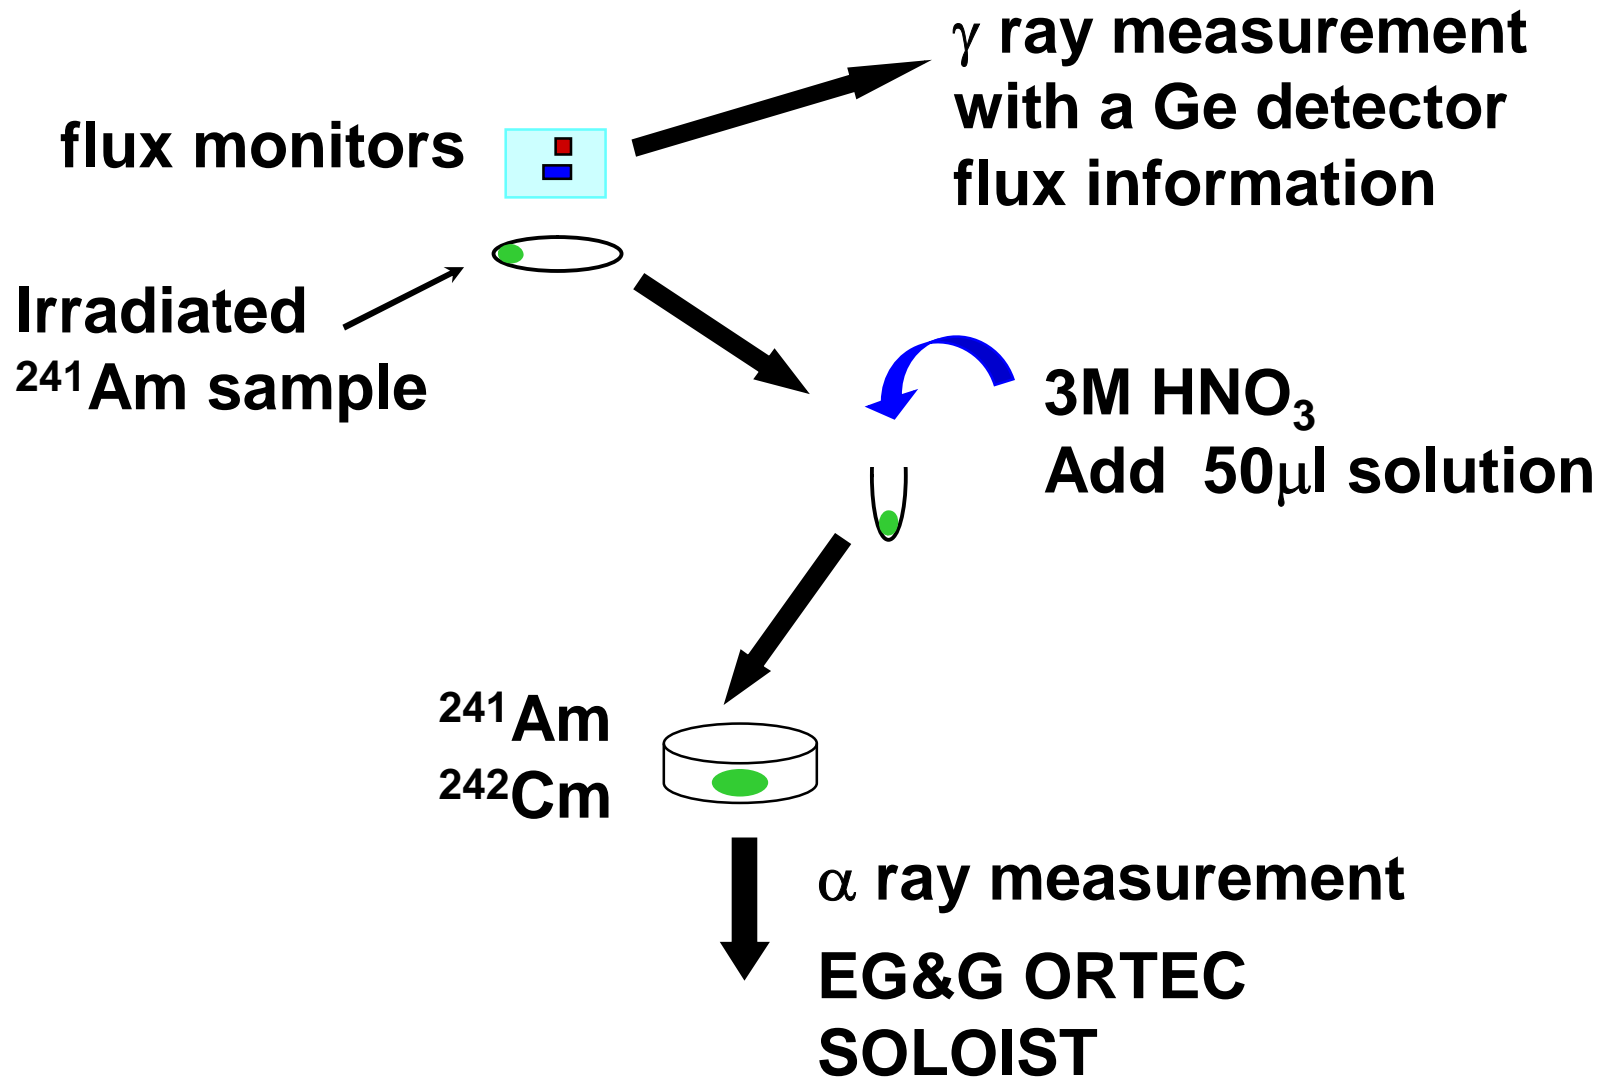 γ ray measurement
with a Ge detector
flux information
flux monitors
Irradiated
²⁴¹Am sample
3M HNO₃
Add 50μl solution
²⁴¹Am
²⁴²Cm
α ray measurement
EG&G ORTEC
SOLOIST